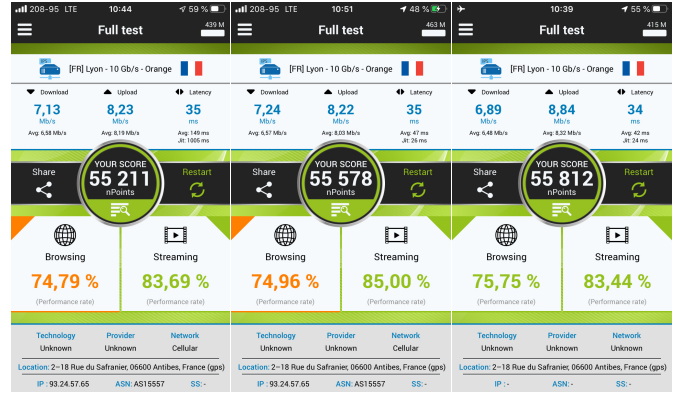 208-95 LTE 10:44 59 %
Full test
439 M
[FR] Lyon - 10 Gb/s - Orange
Download Upload Latency
7,13 8,23 35
Mb/s Mb/s ms
Avg: 6,58 Mb/s Avg: 8,19 Mb/s Avg: 149 ms
Jit: 1005 ms
Share YOUR SCORE Restart
55 211
nPoints
Browsing Streaming
74,79 % 83,69 %
(Performance rate) (Performance rate)
Technology Provider Network
Unknown Unknown Cellular
Location: 2–18 Rue du Safranier, 06600 Antibes, France (gps)
IP : 93.24.57.65 ASN: AS15557 SS: -
208-95 LTE 10:51 48 %
Full test
463 M
[FR] Lyon - 10 Gb/s - Orange
Download Upload Latency
7,24 8,22 35
Mb/s Mb/s ms
Avg: 6,57 Mb/s Avg: 8,03 Mb/s Avg: 47 ms
Jit: 26 ms
Share YOUR SCORE Restart
55 578
nPoints
Browsing Streaming
74,96 % 85,00 %
(Performance rate) (Performance rate)
Technology Provider Network
Unknown Unknown Cellular
Location: 2–18 Rue du Safranier, 06600 Antibes, France (gps)
IP : 93.24.57.65 ASN: AS15557 SS: -
10:39 55 %
Full test
415 M
[FR] Lyon - 10 Gb/s - Orange
Download Upload Latency
6,89 8,84 34
Mb/s Mb/s ms
Avg: 6,48 Mb/s Avg: 8,32 Mb/s Avg: 42 ms
Jit: 24 ms
Share YOUR SCORE Restart
55 812
nPoints
Browsing Streaming
75,75 % 83,44 %
(Performance rate) (Performance rate)
Technology Provider Network
Unknown Unknown Unknown
Location: 2–18 Rue du Safranier, 06600 Antibes, France (gps)
IP : - ASN: - SS: -